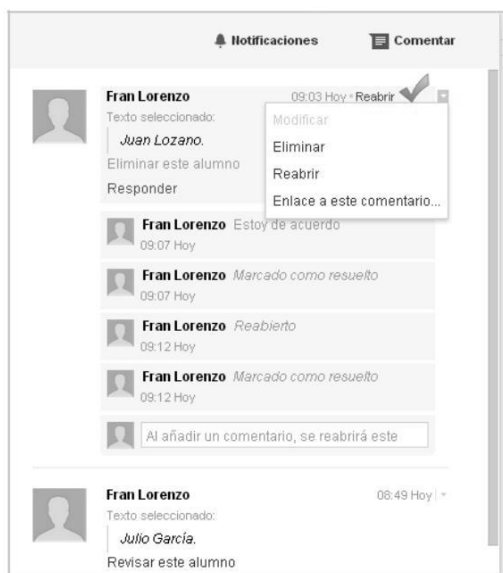 Notificaciones Comentar
Fran Lorenzo 09:03 Hoy • Reabrir
Texto seleccionado:
Juan Lozano.
Eliminar este alumno
Responder
Modificar
Eliminar
Reabrir
Enlace a este comentario...
Fran Lorenzo Estoy de acuerdo
09:07 Hoy
Fran Lorenzo Marcado como resuelto
09:07 Hoy
Fran Lorenzo Reabierto
09:12 Hoy
Fran Lorenzo Marcado como resuelto
09:12 Hoy
Al añadir un comentario, se reabrirá este
Fran Lorenzo 08:49 Hoy
Texto seleccionado:
Julio García.
Revisar este alumno